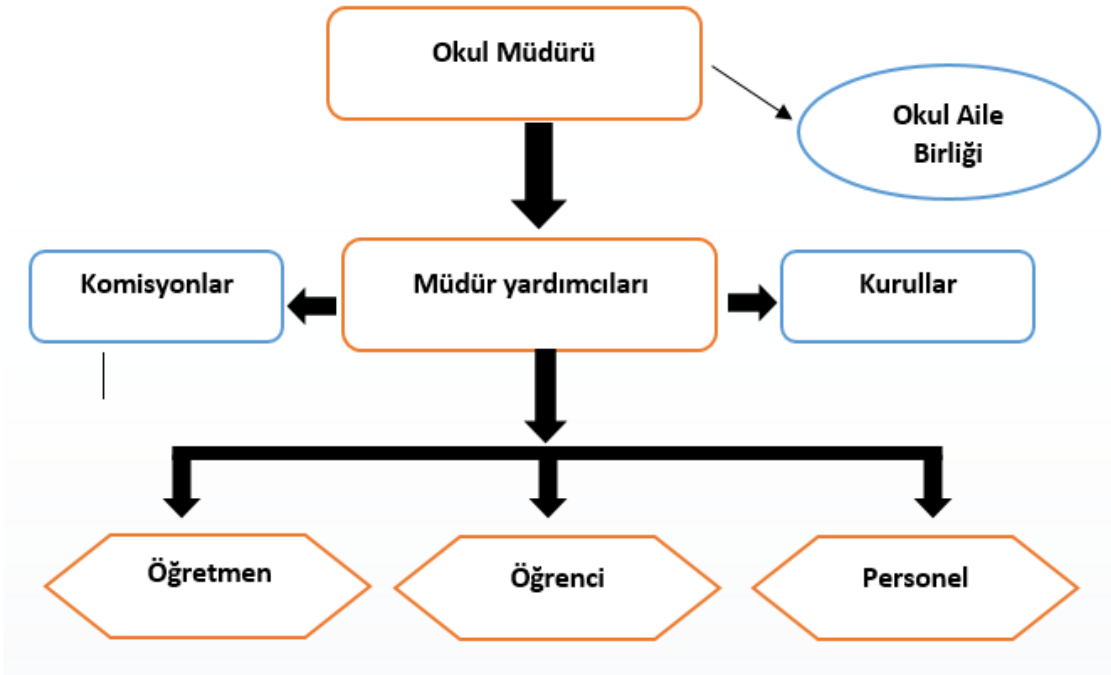 Okul Müdürü
Okul Aile
Birliği
Komisyonlar
Müdür yardımcıları
Kurullar
Öğretmen
Öğrenci
Personel